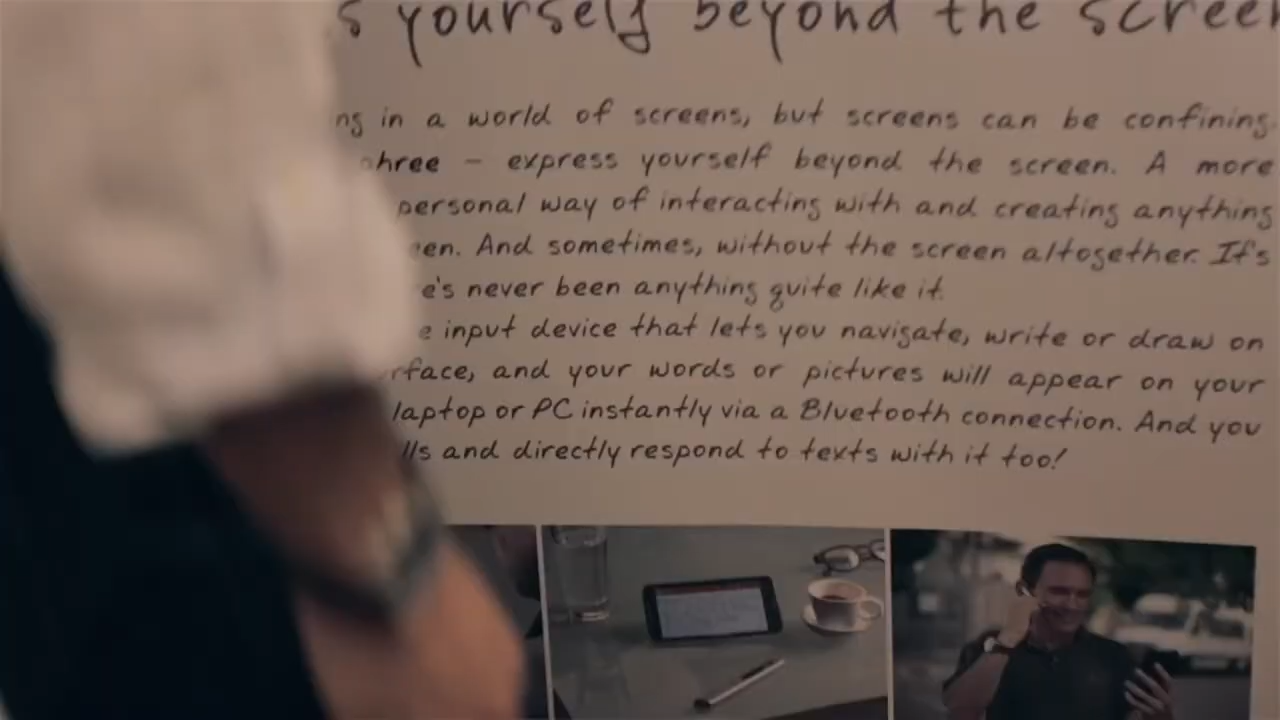 yourself beyond the screen
in a world of screens, but screens can be confining.
– express yourself beyond the screen. A more
personal way of interacting with and creating anything
And sometimes, without the screen altogether. It's
never been anything quite like it.
input device that lets you navigate, write or draw on
and your words or pictures will appear on your
laptop or PC instantly via a Bluetooth connection. And you
and directly respond to texts with it too!